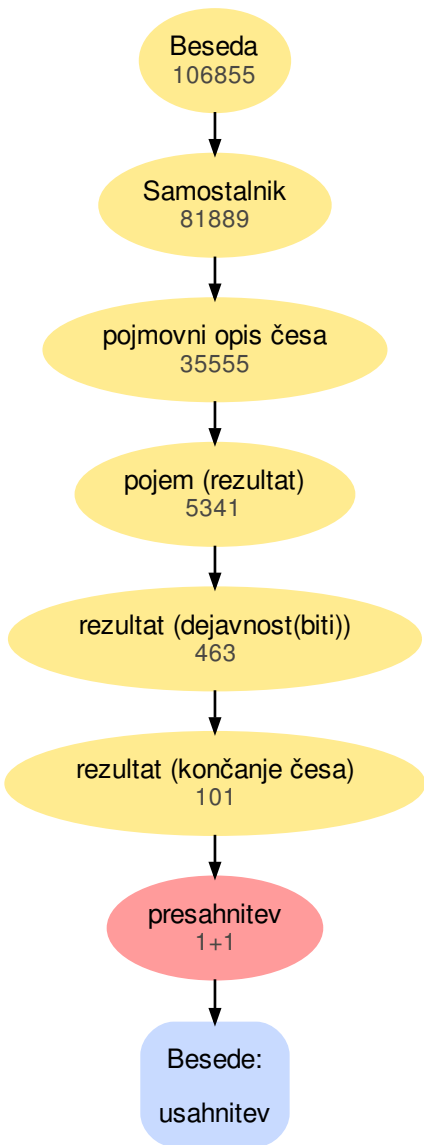 Beseda
106855
Samostalnik
81889
pojmovni opis česa
35555
pojem (rezultat)
5341
rezultat (dejavnost(biti))
463
rezultat (končanje česa)
101
presahnitev
1+1
Besede:
usahnitev